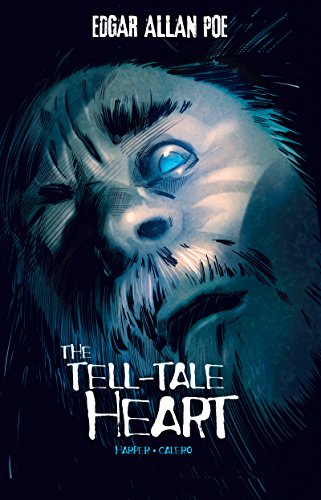 EDGAR ALLAN POE
THE
TELL-TALE
HEART
HARPER • CALERO